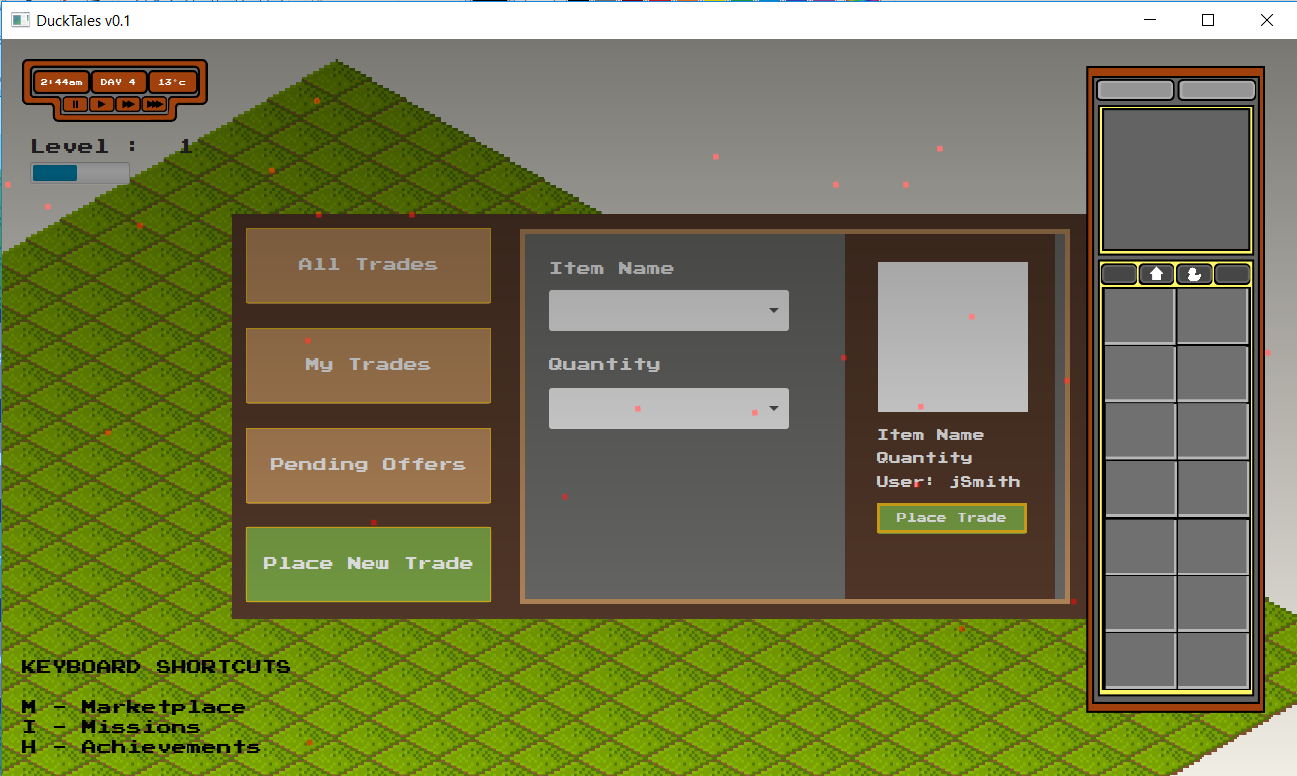 DuckTales v0.1
2:44am DAY 4 13°c
Level : 1
All Trades
My Trades
Pending Offers
Place New Trade
Item Name
Quantity
Item Name
Quantity
User: jSmith
Place Trade
KEYBOARD SHORTCUTS
M - Marketplace
I - Missions
H - Achievements